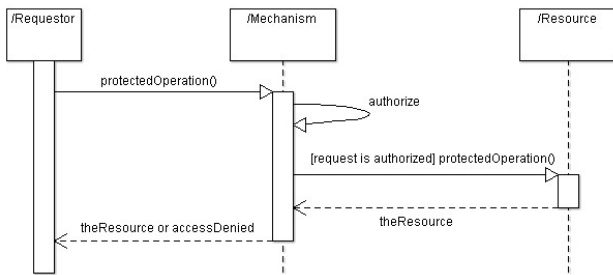 /Requestor
/Mechanism
/Resource
protectedOperation()
authorize
[request is authorized] protectedOperation()
theResource
theResource or accessDenied